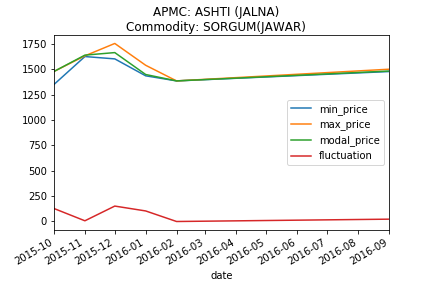 APMC: ASHTI (JALNA)
Commodity: SORGUM(JAWAR)
1750
1500
1250
1000
750
500
250
0
min_price
max_price
modal_price
fluctuation
2015-10
2015-11
2015-12
2016-01
2016-02
2016-03
2016-04
2016-05
2016-06
2016-07
2016-08
2016-09
date